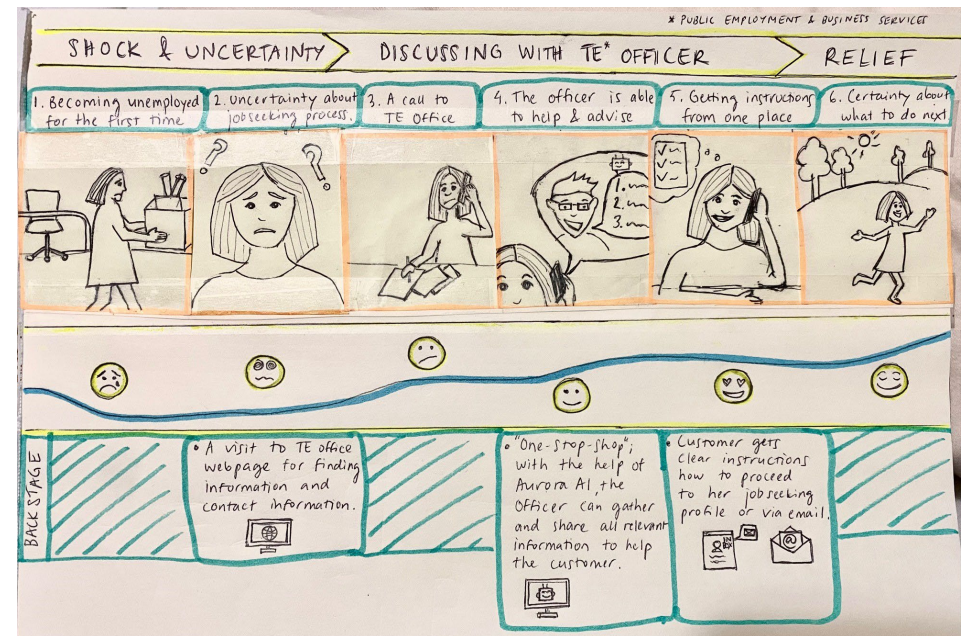 * PUBLIC EMPLOYMENT & BUSINESS SERVICES
SHOCK & UNCERTAINTY
DISCUSSING WITH TE* OFFICER
RELIEF
1. Becoming unemployed
for the first time
2. Uncertainty about
jobseeking process.
3. A call to
TE Office
4. The officer is able
to help & advise
5. Getting instructions
from one place
6. Certainty about
what to do next
? ?
1.
2.
3.
BACK STAGE
• A visit to TE office
webpage for finding
information and
contact information.
• "One-stop-shop";
with the help of
Aurora AI, the
Officer can gather
and share all relevant
information to help
the customer.
• Customer gets
clear instructions
how to proceed
to her jobseeking
profile or via email.
@